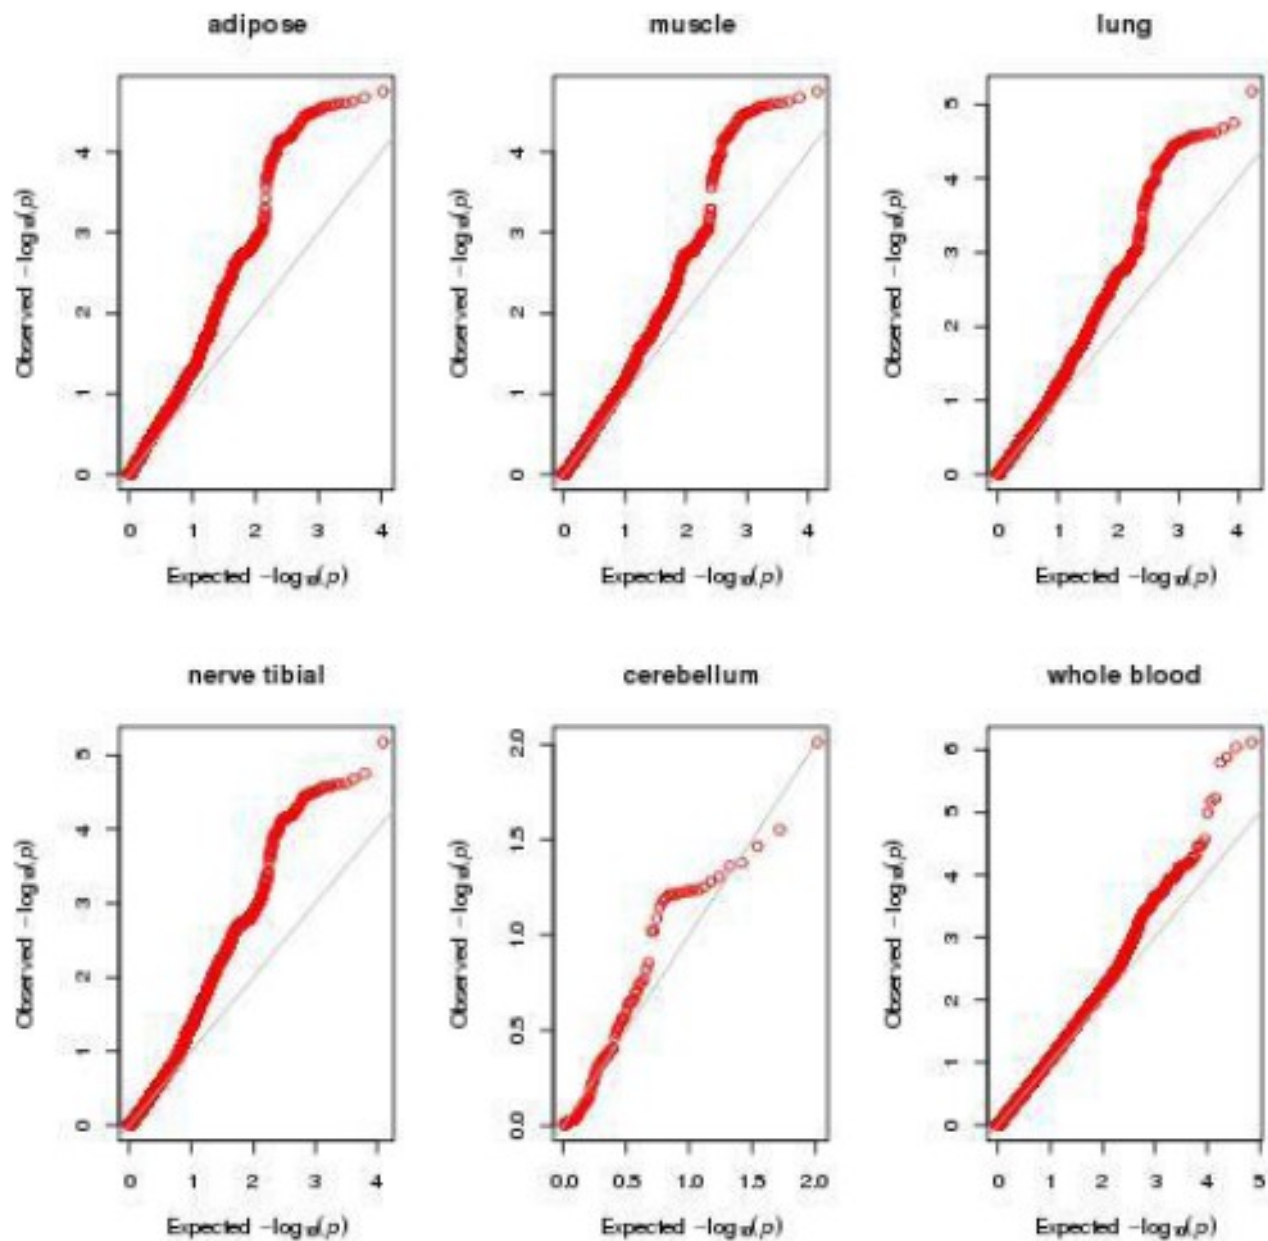 adipose
Observed −log₁₀(p)
4
3
2
1
0
0 1 2 3 4
Expected −log₁₀(p)
muscle
Observed −log₁₀(p)
4
3
2
1
0
0 1 2 3 4
Expected −log₁₀(p)
lung
Observed −log₁₀(p)
5
4
3
2
1
0
0 1 2 3 4
Expected −log₁₀(p)
nerve tibial
Observed −log₁₀(p)
5
4
3
2
1
0
0 1 2 3 4
Expected −log₁₀(p)
cerebellum
Observed −log₁₀(p)
2.0
1.5
1.0
0.5
0.0
0.0 0.5 1.0 1.5 2.0
Expected −log₁₀(p)
whole blood
Observed −log₁₀(p)
6
5
4
3
2
1
0
0 1 2 3 4 5
Expected −log₁₀(p)